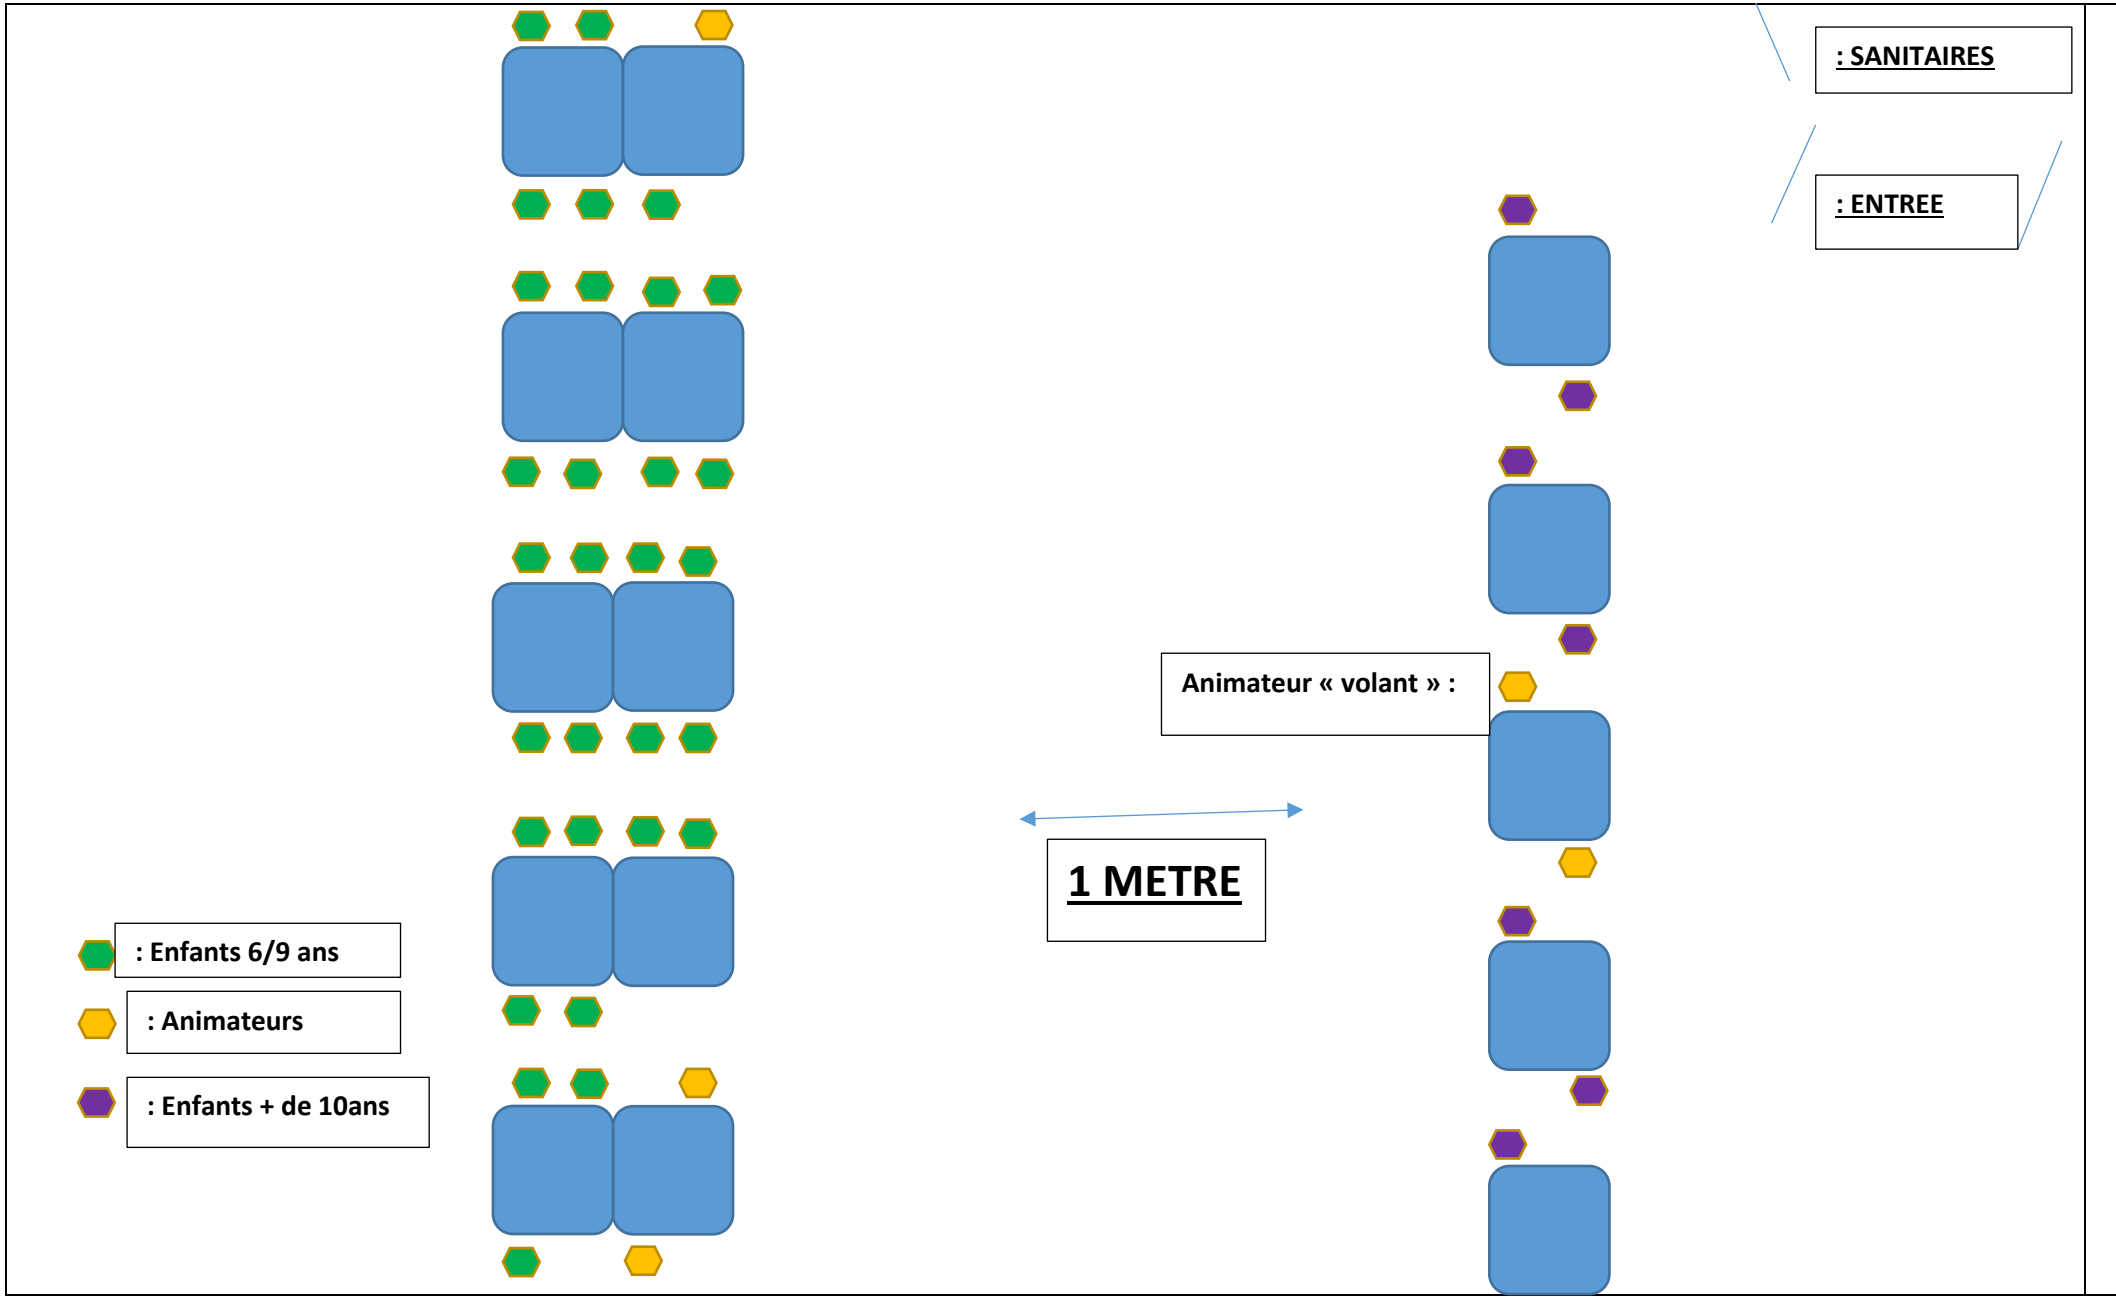 : SANITAIRES
: ENTREE
Animateur « volant » :
1 METRE
: Enfants 6/9 ans
: Animateurs
: Enfants + de 10ans